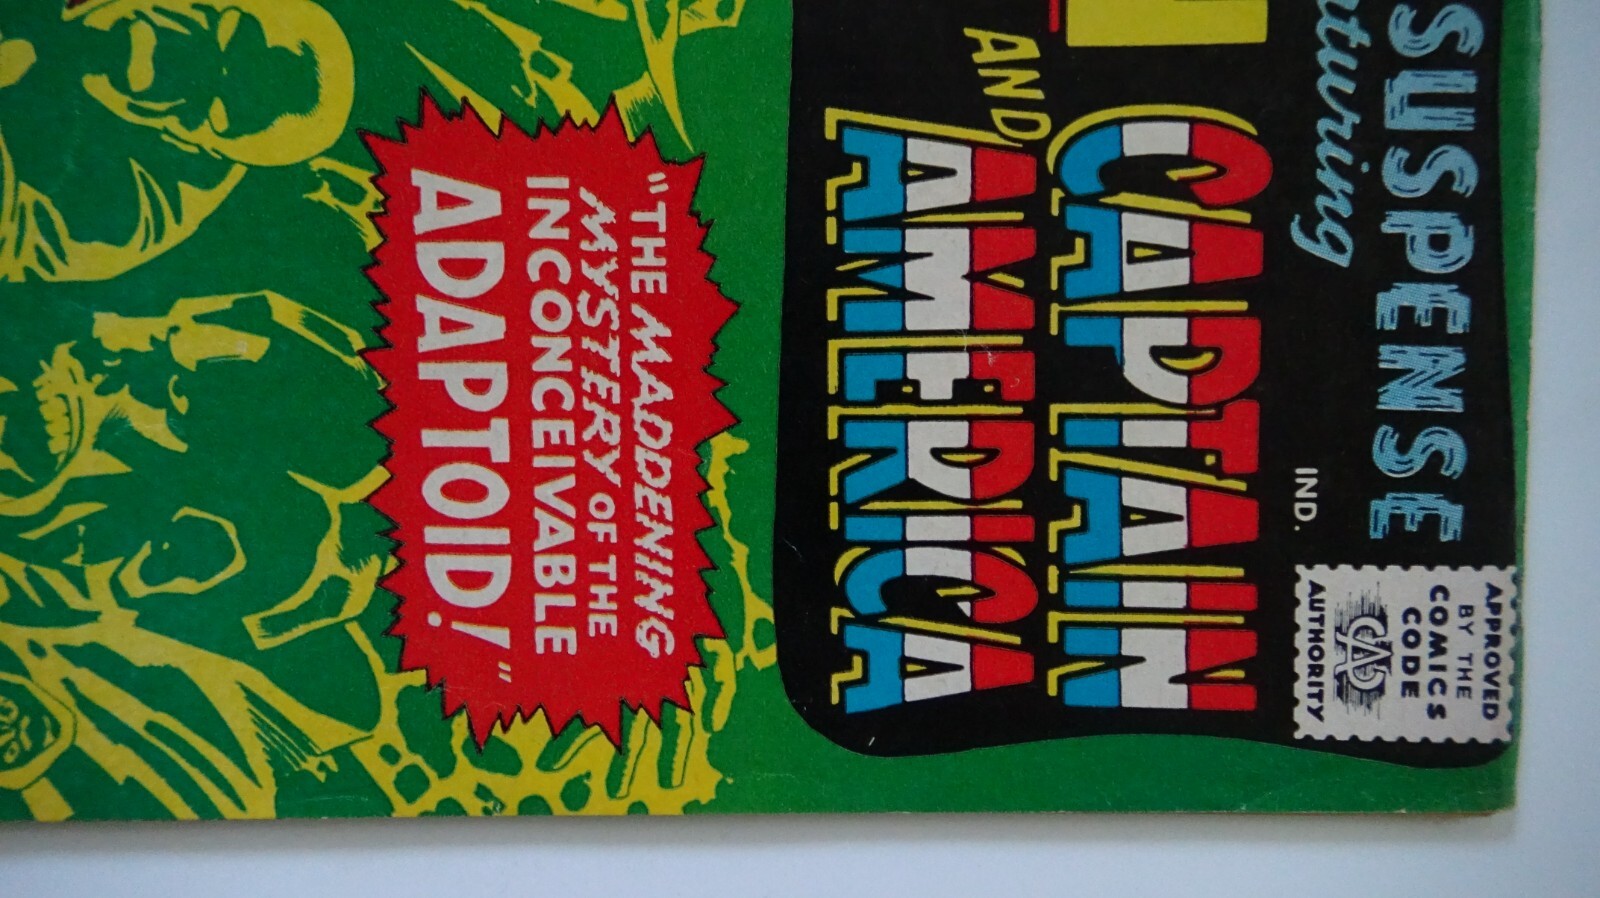 SUSPENSE
IND.
APPROVED
BY THE
COMICS
CODE
CA
AUTHORITY
AND
CAPTAIN
AMERICA
"THE MADDENING
MYSTERY OF THE
INCONCEIVABLE
ADAPTOID!"